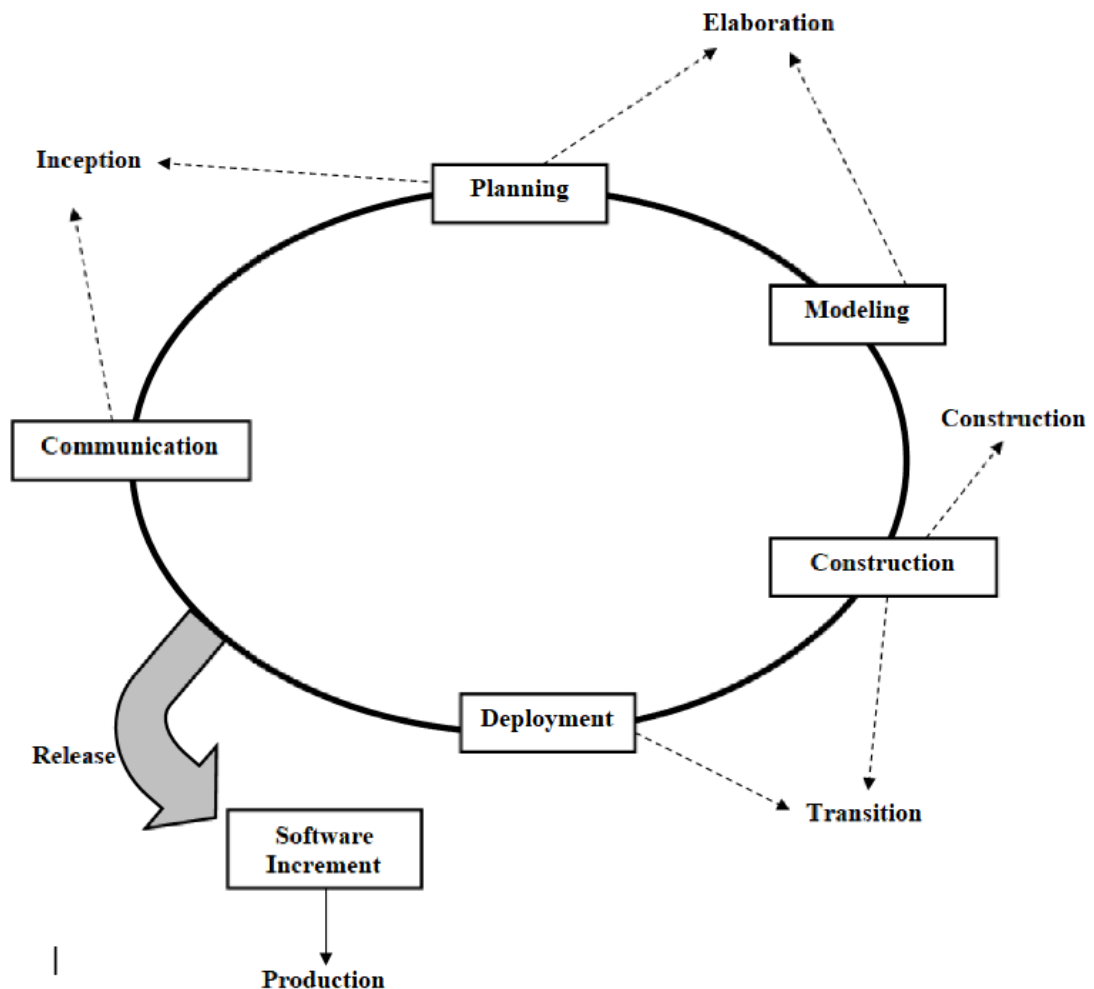 Elaboration
Inception
Planning
Modeling
Construction
Communication
Construction
Deployment
Release
Transition
Software
Increment
Production